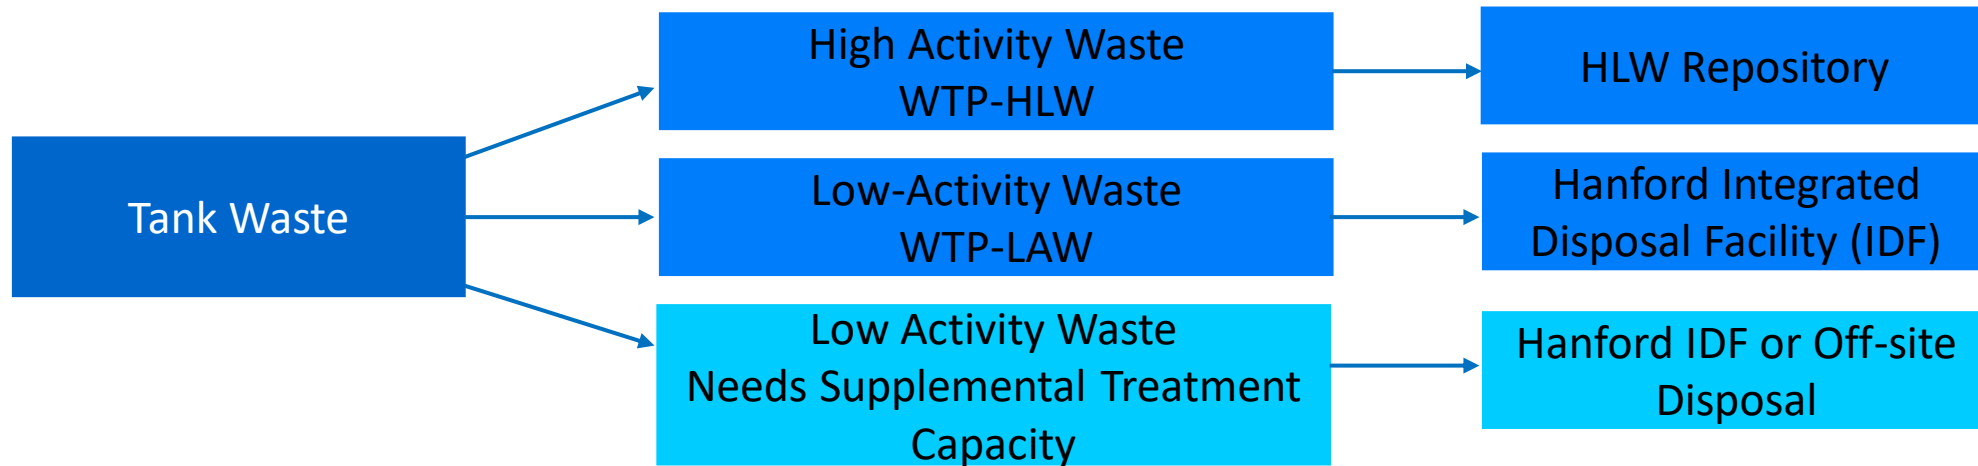 Tank Waste
High Activity Waste
WTP-HLW
HLW Repository
Low-Activity Waste
WTP-LAW
Hanford Integrated
Disposal Facility (IDF)
Low Activity Waste
Needs Supplemental Treatment
Capacity
Hanford IDF or Off-site
Disposal